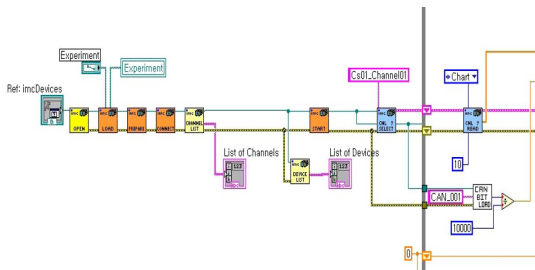 Experiment
Experiment
Ref: imcDevices
OPEN
LOAD
PREPARE
CONNECT
CHANNEL
LIST
START
Cs01_Channel01
CNL ?
SELECT
Chart
CNL
READ
10
List of Channels
DEVICE
LIST
List of Devices
CAN_001
CAN
BIT
LOAD
10000
0